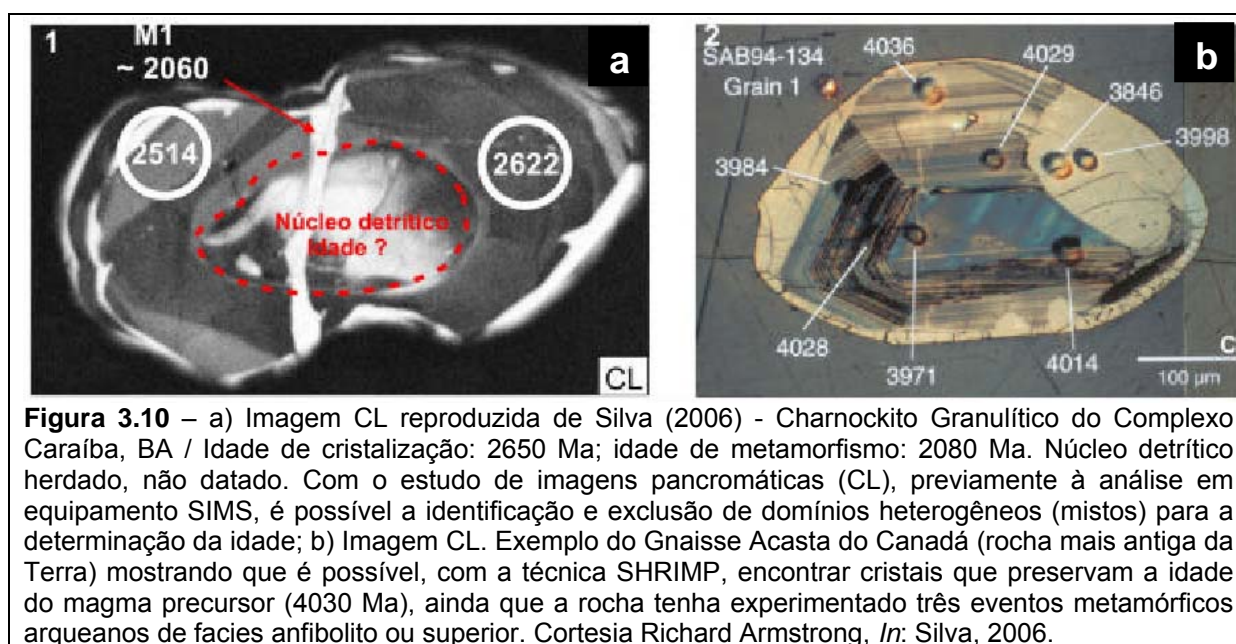 1
M1
~ 2060
a
2514
2622
Núcleo detrítico
Idade ?
CL
2
SAB94-134
Grain 1
b
4036
4029
3846
3998
3984
4028
3971
4014
C
100 µm
Figura 3.10 – a) Imagem CL reproduzida de Silva (2006) - Charnockito Granulítico do Complexo
Caraíba, BA / Idade de cristalização: 2650 Ma; idade de metamorfismo: 2080 Ma. Núcleo detrítico
herdado, não datado. Com o estudo de imagens pancromáticas (CL), previamente à análise em
equipamento SIMS, é possível a identificação e exclusão de domínios heterogêneos (mistos) para a
determinação da idade; b) Imagem CL. Exemplo do Gnaisse Acasta do Canadá (rocha mais antiga da
Terra) mostrando que é possível, com a técnica SHRIMP, encontrar cristais que preservam a idade
do magma precursor (4030 Ma), ainda que a rocha tenha experimentado três eventos metamórficos
arqueanos de facies anfibolito ou superior. Cortesia Richard Armstrong, In: Silva, 2006.